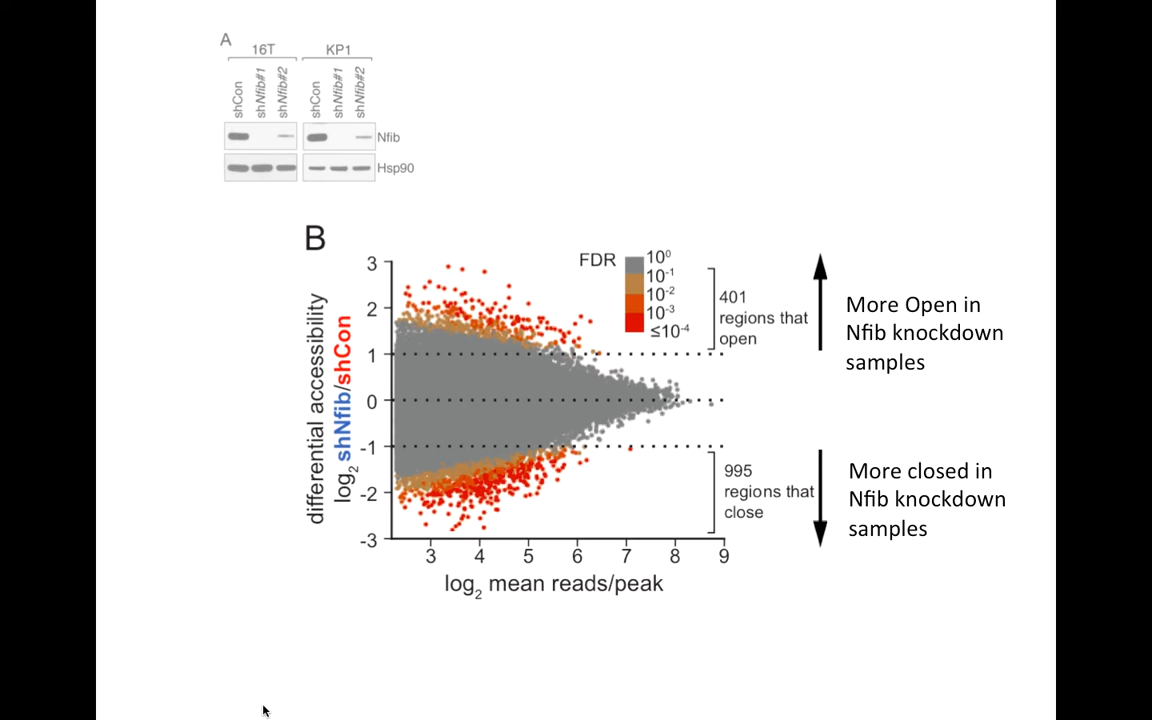 A
16T
KP1
shCon
shNfib#1
shNfib#2
shCon
shNfib#1
shNfib#2
Nfib
Hsp90
B
differential accessibility
log2 shNfib/shCon
3
2
1
0
-1
-2
-3
FDR
10⁰
10⁻¹
10⁻²
10⁻³
≤10⁻⁴
401
regions that
open
995
regions that
close
3 4 5 6 7 8 9
log2 mean reads/peak
More Open in
Nfib knockdown
samples
More closed in
Nfib knockdown
samples